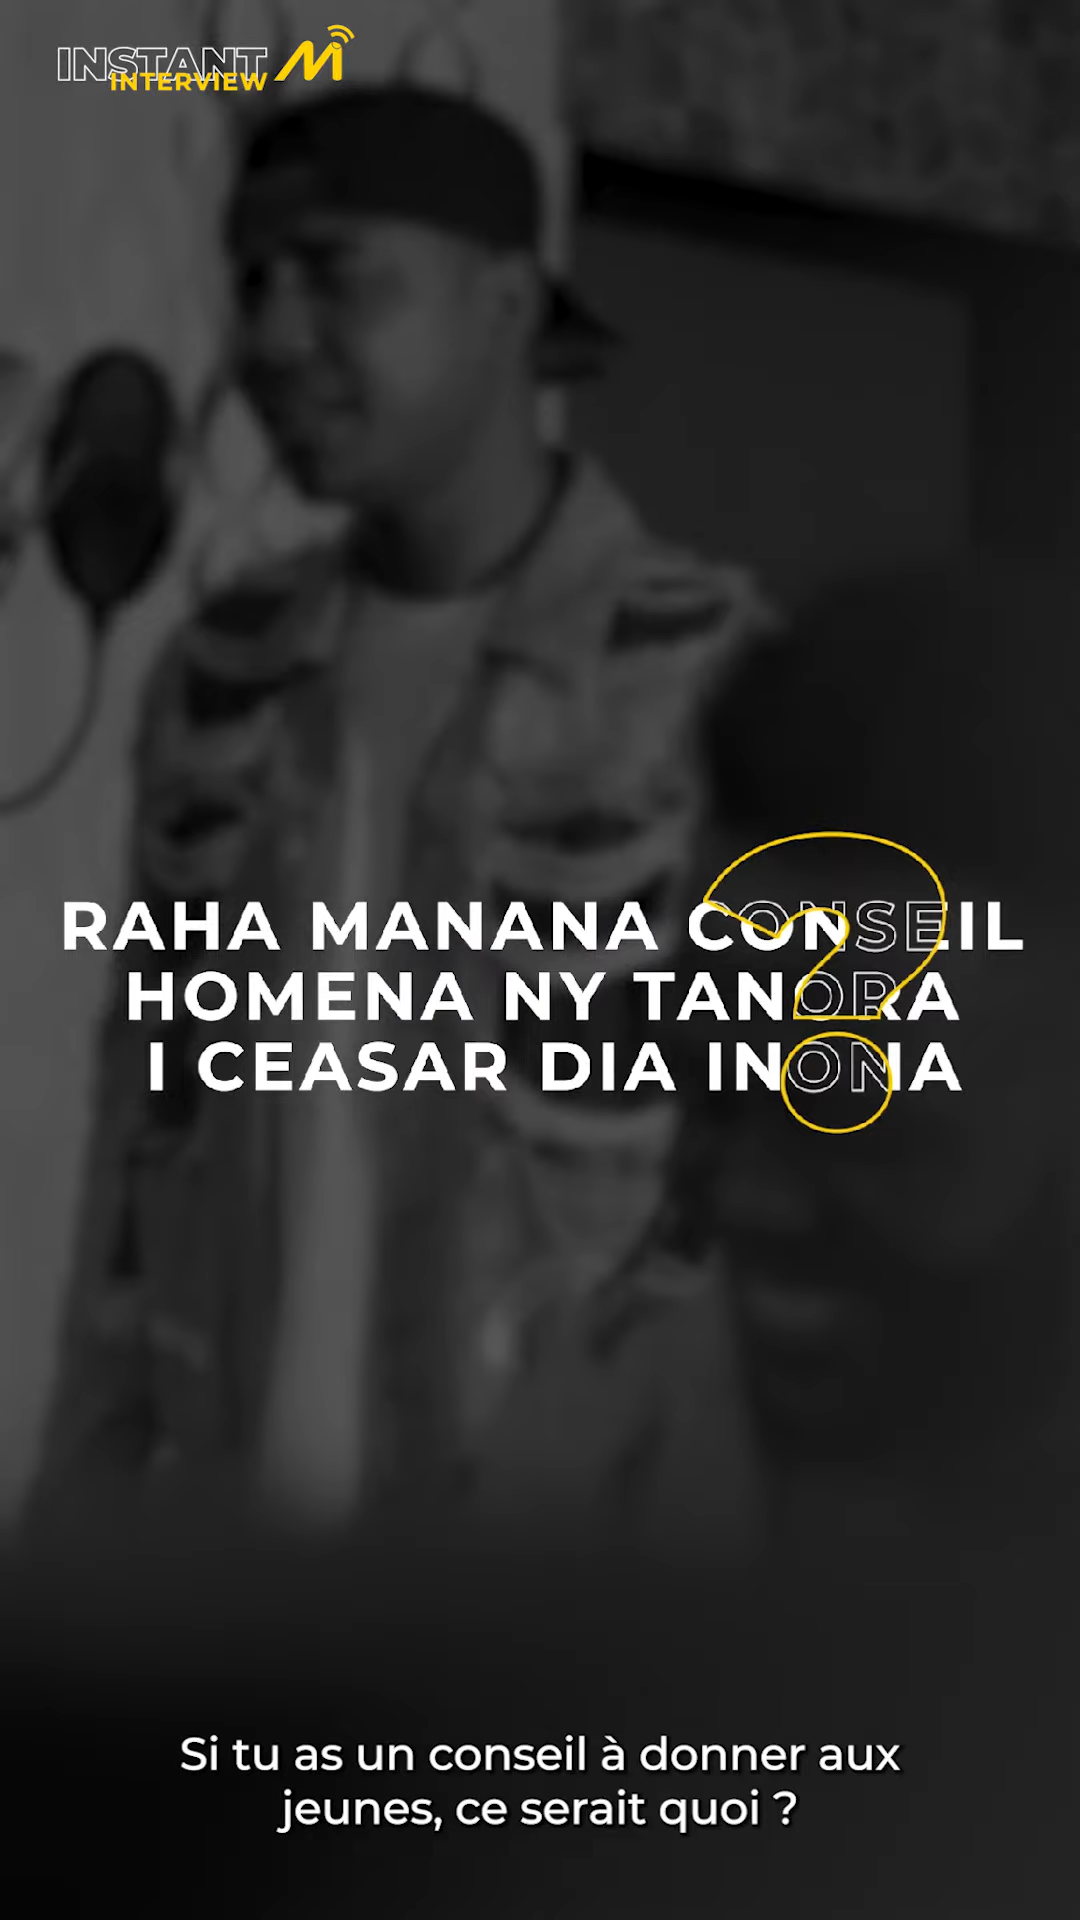 INSTANT M
INTERVIEW
RAHA MANANA CONSEIL
HOMENA NY TANORA
I CEASAR DIA INONA
?
Si tu as un conseil à donner aux
jeunes, ce serait quoi ?